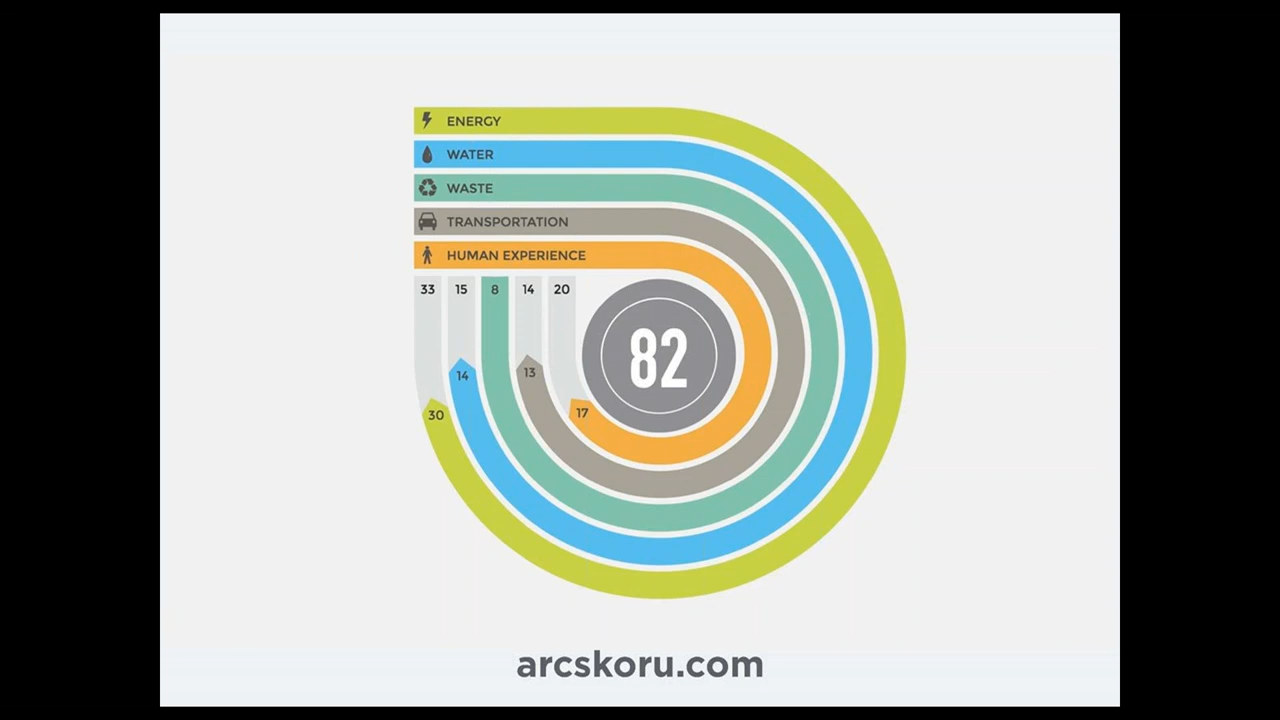 ENERGY
WATER
WASTE
TRANSPORTATION
HUMAN EXPERIENCE
33 15 8 14 20
82
13
14
17
30
arcskoru.com